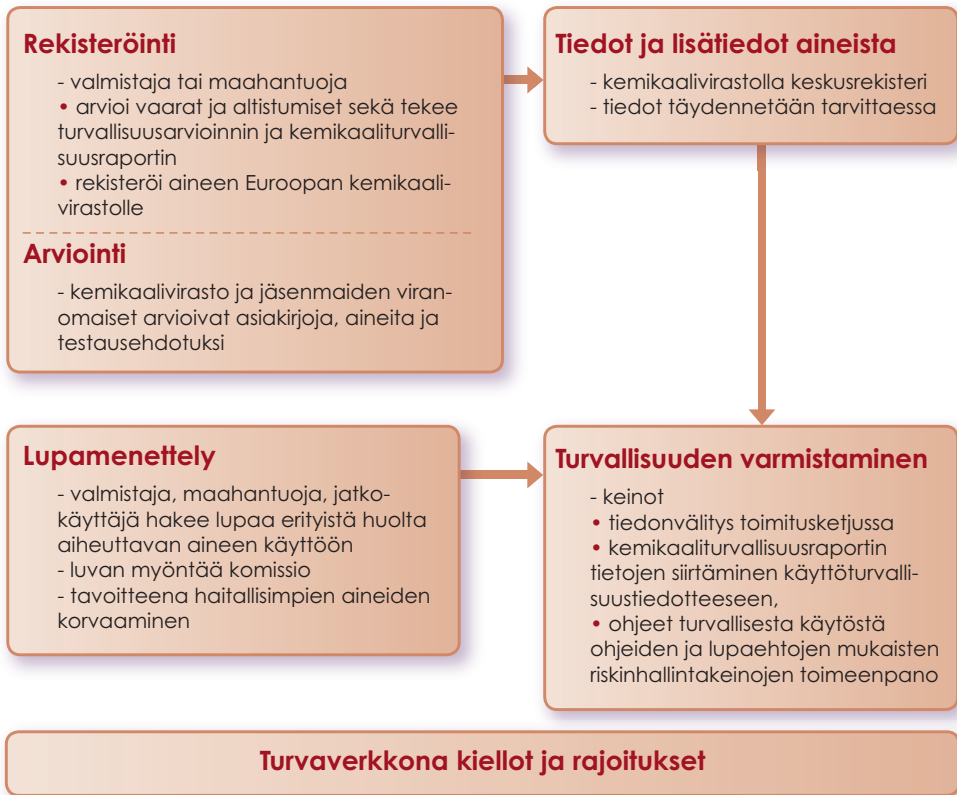 Rekisteröinti
- valmistaja tai maahantuoja
• arvioi vaarat ja altistumiset sekä tekee
turvallisuusarvioinnin ja kemikaaliturvalli-
suusraportin
• rekisteröi aineen Euroopan kemikaali-
virastolle
Arviointi
- kemikaalivirasto ja jäsenmaiden viran-
omaiset arvioivat asiakirjoja, aineita ja
testausehdotuksi
Tiedot ja lisätiedot aineista
- kemikaalivirastolla keskusrekisteri
- tiedot täydennetään tarvittaessa
Lupamenettely
- valmistaja, maahantuoja, jatko-
käyttäjä hakee lupaa erityistä huolta
aiheuttavan aineen käyttöön
- luvan myöntää komissio
- tavoitteena haitallisimpien aineiden
korvaaminen
Turvallisuuden varmistaminen
- keinot
• tiedonvälitys toimitusketjussa
• kemikaaliturvallisuusraportin
tietojen siirtäminen käyttöturvalli-
suustiedotteeseen,
• ohjeet turvallisesta käytöstä
ohjeiden ja lupaehtojen mukaisten
riskinhallintakeinojen toimeenpano
Turvaverkkona kiellot ja rajoitukset